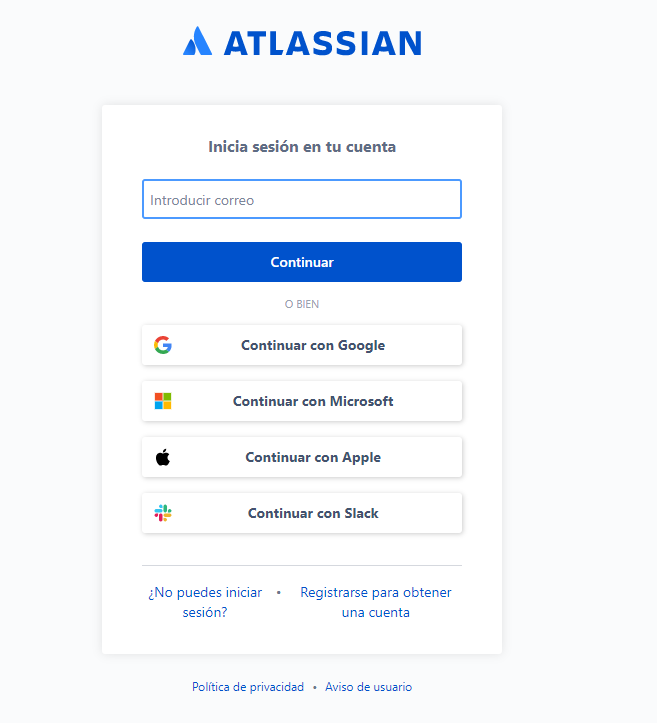 ATLASSIAN
Inicia sesión en tu cuenta
Introducir correo
Continuar
O BIEN
Continuar con Google
Continuar con Microsoft
Continuar con Apple
Continuar con Slack
¿No puedes iniciar
sesión?
•
Registrarse para obtener
una cuenta
Política de privacidad • Aviso de usuario